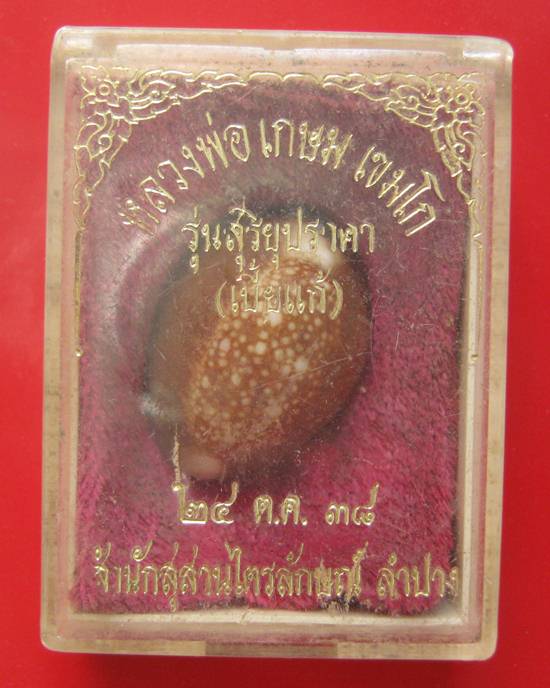 หลวงพ่อ เกษม เขมโก
รุ่นสุริยุปราคา
(เบี้ยแก้)
๒๔ ต.ค. ๓๘
สำนักสุสานไตรลักษณ์ ลำปาง